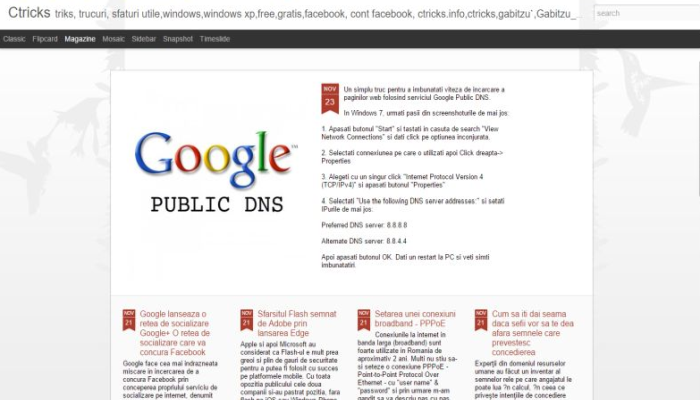 Ctricks triks, trucuri, sfaturi utile,windows,windows xp,free,gratis,facebook, cont facebook, ctricks.info,ctricks,gabitzu`,Gabitzu_...
search
Classic Flipcard Magazine Mosaic Sidebar Snapshot Timeslide
Google™
PUBLIC DNS
NOV
23
Un simplu truc pentru a imbunatati viteza de incarcare a
paginilor web folosind serviciul Google Public DNS.
In Windows 7, urmati pasii din screenshoturile de mai jos:
1. Apasati butonul "Start" si tastati in casuta de search "View
Network Connections" si dati click pe optiunea inconjurata.
2. Selectati connexiunea pe care o utilizati apoi Click dreapta->
Properties
3. Alegeti cu un singur click "Internet Protocol Version 4
(TCP/IPv4)" si apasati butonul "Properties"
4. Selectati "Use the following DNS server addresses:" si setati
IPurile de mai jos:
Preferred DNS server: 8.8.8.8
Alternate DNS server: 8.8.4.4
Apoi apasati butonul OK. Dati un restart la PC si veti simti
imbunatatiri.
NOV
21
Google lanseaza o
retea de socializare
Google+ O retea de
socializare care va
concura Facebook
Google face cea mai indrazneata
miscare in incercarea de a
concura Facebook prin
conceperea propriului serviciu de
socializare pe internet, denumit
NOV
21
Sfarsitul Flash semnat
de Adobe prin
lansarea Edge
Apple si apoi Microsoft au
considerat ca Flash-ul e mult prea
greoi si plin de gauri de securitate
pentru a putea fi folosit cu succes
pe platformele mobile. Cu toata
opozitia publicului cele doua
companii si-au pastrat pozitia, fara
NOV
21
Setarea unei conexiuni
broadband - PPPoE
Conexiunile la internet in
banda larga (broadband) sunt
foarte utilizate in Romania de
aproximativ 2 ani. Multi nu stiu sa-
si seteze o conexiune PPPoE -
Point-to-Point Protocol Over
Ethernet - cu "user name" &
"password" si prin urmare m-am
gandit sa va descriu pas cu pas
NOV
21
Cum sa iti dai seama
daca sefii vor sa te dea
afara semnele care
prevestesc
concedierea
Experţii din domeniul resurselor
umane au făcut un inventar al
semnelor rele pe care angajatul le
poate lua ?n calcul, ?n ceea ce
priveşte intenţiile de concediere